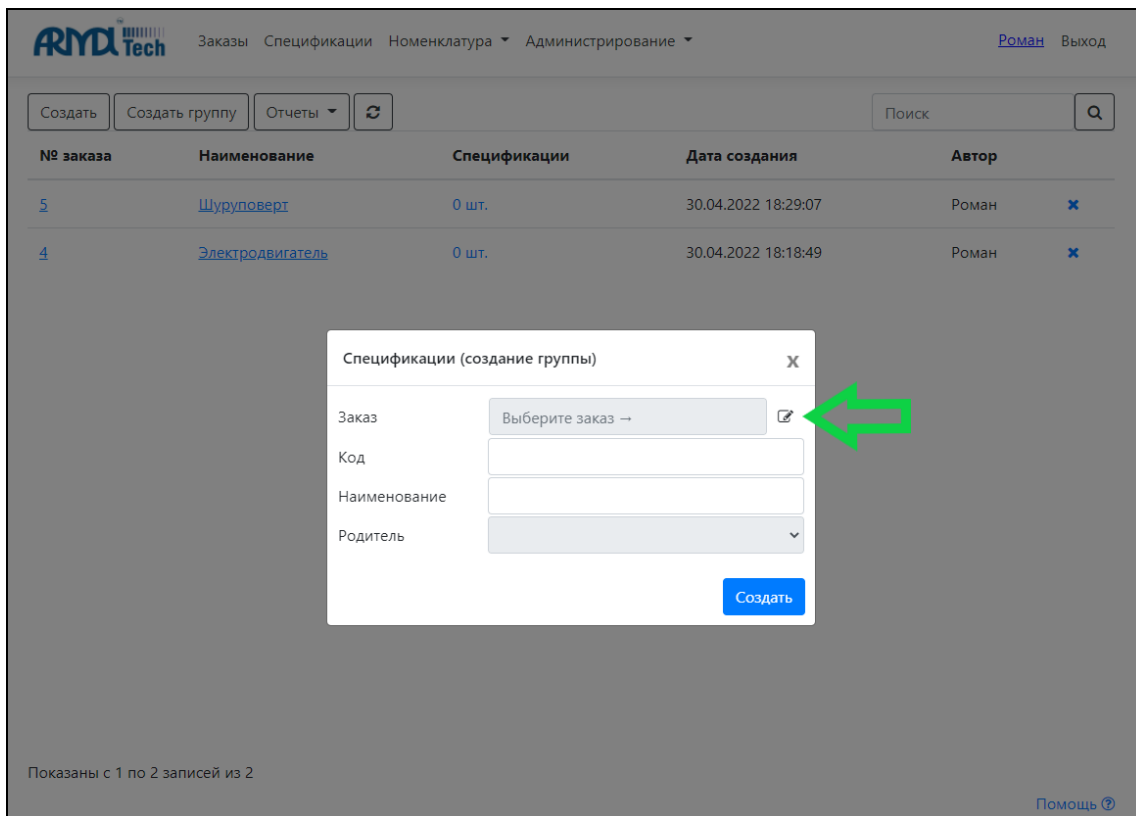 ARMA Tech
Заказы Спецификации Номенклатура Администрирование Роман Выход
Создать Создать группу Отчеты Поиск
№ заказа Наименование Спецификации Дата создания Автор
5 Шуруповерт 0 шт. 30.04.2022 18:29:07 Роман
4 Электродвигатель 0 шт. 30.04.2022 18:18:49 Роман
Спецификации (создание группы) x
Заказ Выберите заказ →
Код
Наименование
Родитель
Создать
Показаны с 1 по 2 записей из 2
Помощь